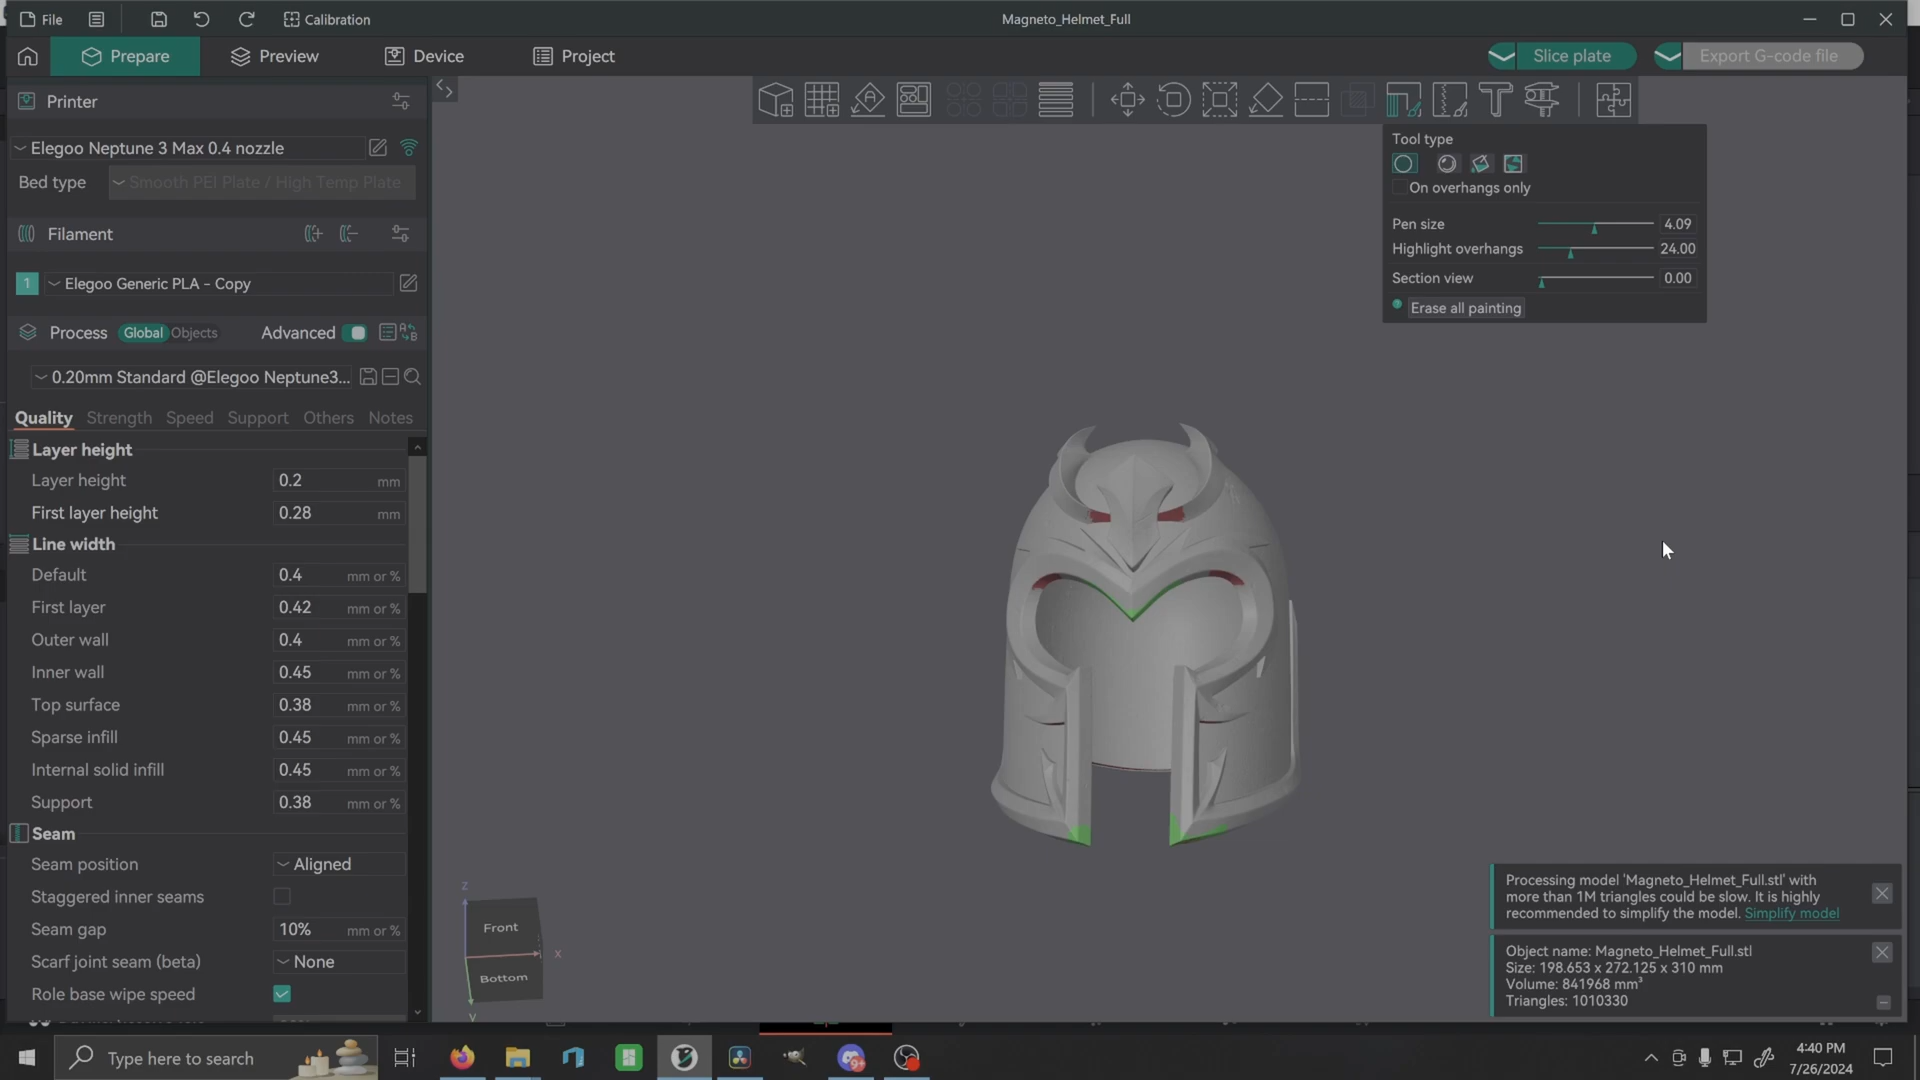 File
Calibration
Magneto_Helmet_Full
Prepare
Preview
Device
Project
Slice plate
Export G-code file
Printer
Elegoo Neptune 3 Max 0.4 nozzle
Bed type
Smooth PEI Plate / High Temp Plate
Filament
1
Elegoo Generic PLA - Copy
Process
Global
Objects
Advanced
0.20mm Standard @Elegoo Neptune3...
Quality
Strength
Speed
Support
Others
Notes
Layer height
Layer height 0.2 mm
First layer height 0.28 mm
Line width
Default 0.4 mm or %
First layer 0.42 mm or %
Outer wall 0.4 mm or %
Inner wall 0.45 mm or %
Top surface 0.38 mm or %
Sparse infill 0.45 mm or %
Internal solid infill 0.45 mm or %
Support 0.38 mm or %
Seam
Seam position Aligned
Staggered inner seams
Seam gap 10% mm or %
Scarf joint seam (beta) None
Role base wipe speed
Tool type
On overhangs only
Pen size 4.09
Highlight overhangs 24.00
Section view 0.00
Erase all painting
Z
Front
X
Bottom
Processing model 'Magneto_Helmet_Full.stl' with
more than 1M triangles could be slow. It is highly
recommended to simplify the model. Simplify model
Object name: Magneto_Helmet_Full.stl
Size: 198.653 x 272.125 x 310 mm
Volume: 841968 mm³
Triangles: 1010330
Type here to search
9+
4:40 PM
7/26/2024